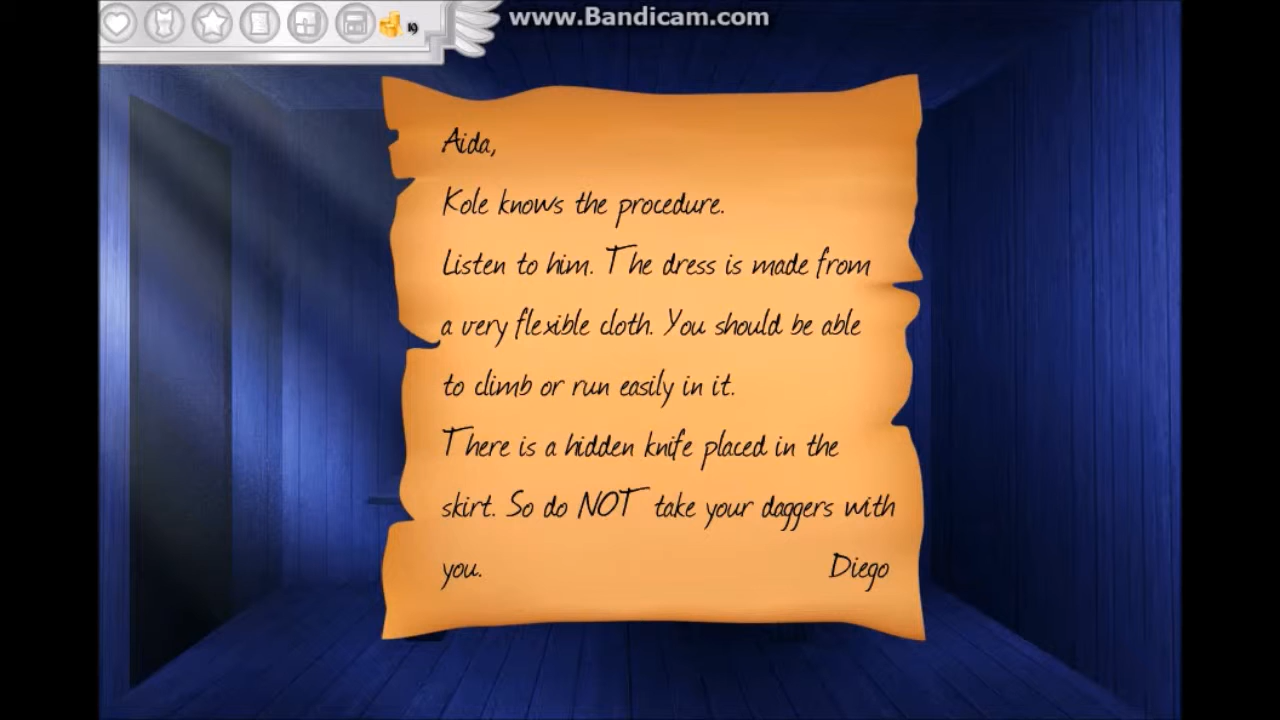 www.Bandicam.com
19
Aida,
Kole knows the procedure.
Listen to him. The dress is made from
a very flexible cloth. You should be able
to climb or run easily in it.
There is a hidden knife placed in the
skirt. So do NOT take your daggers with
you. Diego